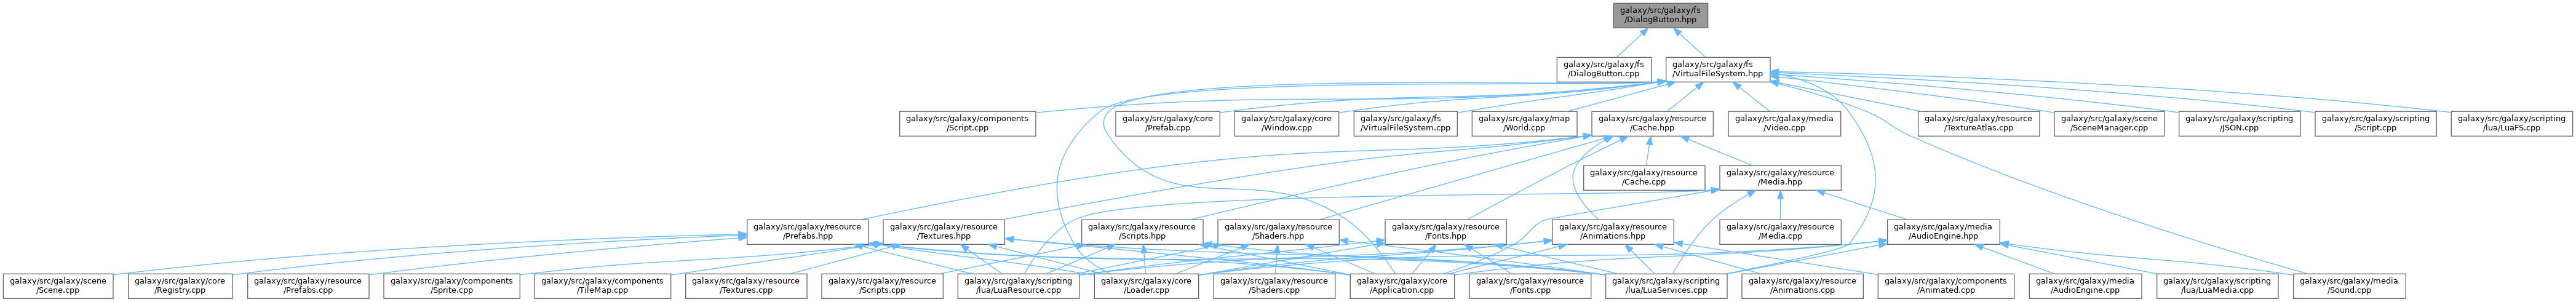 galaxy/src/galaxy/fs
/DialogButton.hpp
galaxy/src/galaxy/fs
/DialogButton.cpp
galaxy/src/galaxy/fs
/VirtualFileSystem.hpp
galaxy/src/galaxy/components
/Script.cpp
galaxy/src/galaxy/core
/Prefab.cpp
galaxy/src/galaxy/core
/Window.cpp
galaxy/src/galaxy/fs
/VirtualFileSystem.cpp
galaxy/src/galaxy/map
/World.cpp
galaxy/src/galaxy/resource
/Cache.hpp
galaxy/src/galaxy/media
/Video.cpp
galaxy/src/galaxy/resource
/TextureAtlas.cpp
galaxy/src/galaxy/scene
/SceneManager.cpp
galaxy/src/galaxy/scripting
/JSON.cpp
galaxy/src/galaxy/scripting
/Script.cpp
galaxy/src/galaxy/scripting
/lua/LuaFS.cpp
galaxy/src/galaxy/resource
/Cache.cpp
galaxy/src/galaxy/resource
/Media.hpp
galaxy/src/galaxy/resource
/Prefabs.hpp
galaxy/src/galaxy/resource
/Textures.hpp
galaxy/src/galaxy/resource
/Scripts.hpp
galaxy/src/galaxy/resource
/Shaders.hpp
galaxy/src/galaxy/resource
/Fonts.hpp
galaxy/src/galaxy/resource
/Animations.hpp
galaxy/src/galaxy/resource
/Media.cpp
galaxy/src/galaxy/media
/AudioEngine.hpp
galaxy/src/galaxy/scene
/Scene.cpp
galaxy/src/galaxy/core
/Registry.cpp
galaxy/src/galaxy/resource
/Prefabs.cpp
galaxy/src/galaxy/components
/Sprite.cpp
galaxy/src/galaxy/components
/TileMap.cpp
galaxy/src/galaxy/resource
/Textures.cpp
galaxy/src/galaxy/resource
/Scripts.cpp
galaxy/src/galaxy/scripting
/lua/LuaResource.cpp
galaxy/src/galaxy/core
/Loader.cpp
galaxy/src/galaxy/resource
/Shaders.cpp
galaxy/src/galaxy/core
/Application.cpp
galaxy/src/galaxy/resource
/Fonts.cpp
galaxy/src/galaxy/scripting
/lua/LuaServices.cpp
galaxy/src/galaxy/resource
/Animations.cpp
galaxy/src/galaxy/components
/Animated.cpp
galaxy/src/galaxy/media
/AudioEngine.cpp
galaxy/src/galaxy/scripting
/lua/LuaMedia.cpp
galaxy/src/galaxy/media
/Sound.cpp